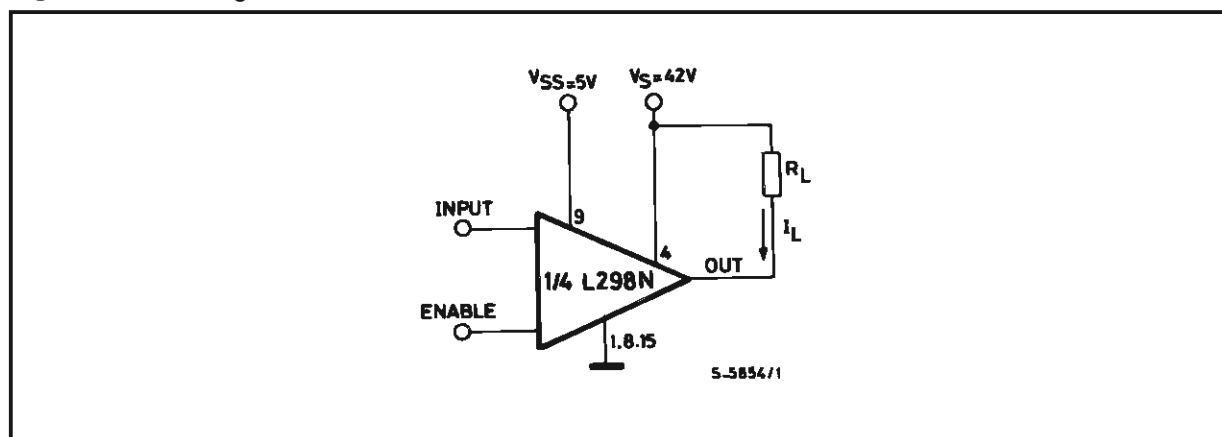 VSS=5V
VS=42V
RL
INPUT
9
IL
4
OUT
1/4 L298N
ENABLE
1.8.15
S-5854/1